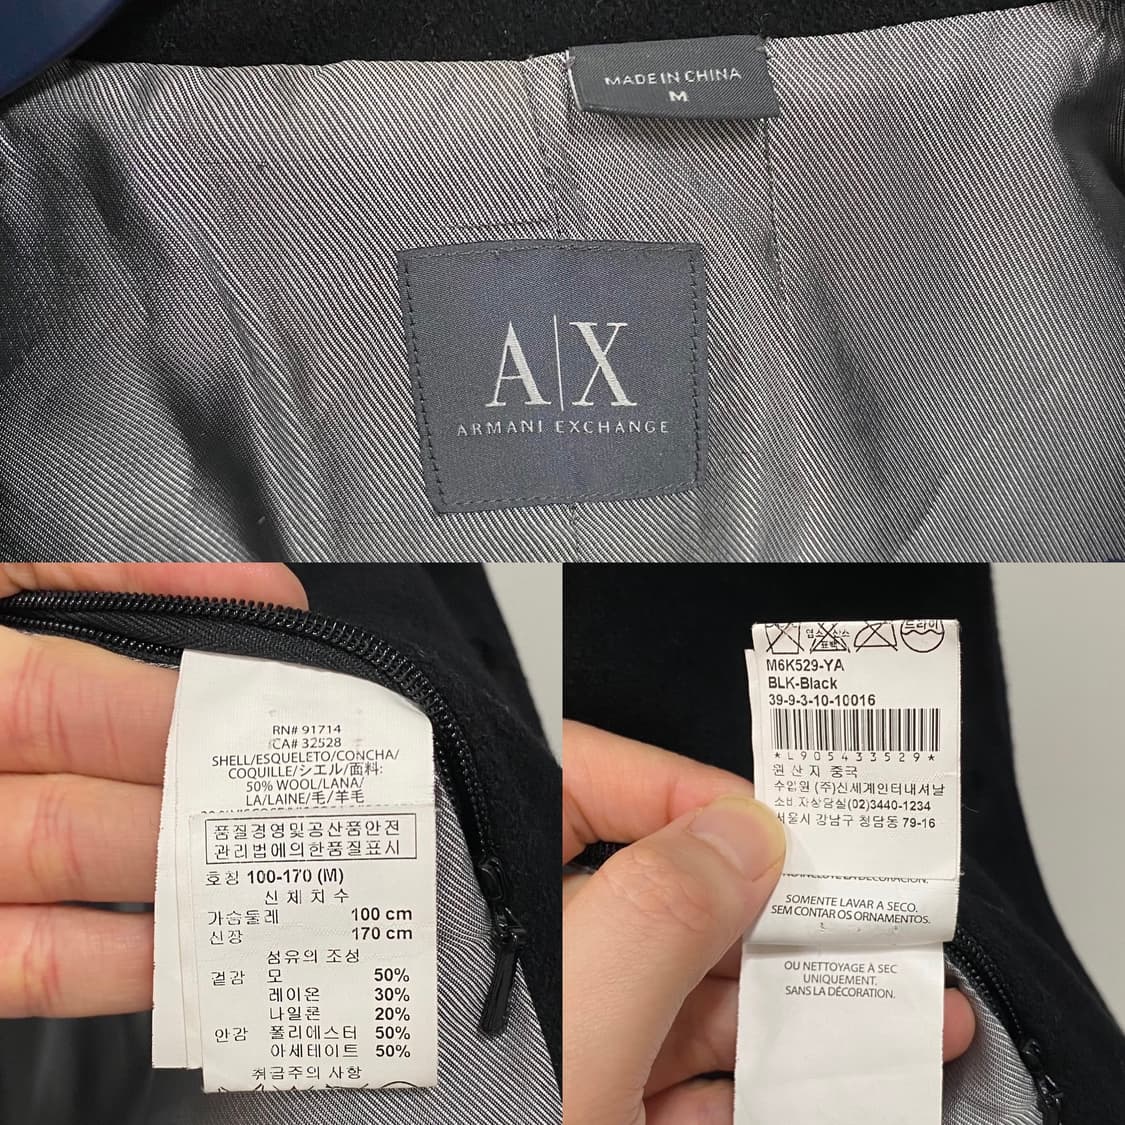 MADE IN CHINA
M
A|X
ARMANI EXCHANGE
RN# 91714
CA# 32528
SHELL/ESQUELETO/CONCHA/
COQUILLE/シエル/面料:
50% WOOL/LANA/
LA/LAINE/毛/羊毛
품질경영및공산품안전
관리법에의한품질표시
호칭 100-170 (M)
신체치수
가슴둘레 100 cm
신장 170 cm
섬유의 조성
겉감 모 50%
레이온 30%
나일론 20%
안감 폴리에스터 50%
아세테이트 50%
취급주의 사항
드라이
M6K529-YA
BLK-Black
39-9-3-10-10016
*L905433529*
원산지 중국
수입원 (주)신세계인터내셔날
소비자상담실(02)3440-1234
서울시 강남구 청담동 79-16
LA DECORACION.
SOMENTE LAVAR A SECO.
SEM CONTAR OS ORNAMENTOS.
OU NETTOYAGE À SEC
UNIQUEMENT.
SANS LA DÉCORATION.